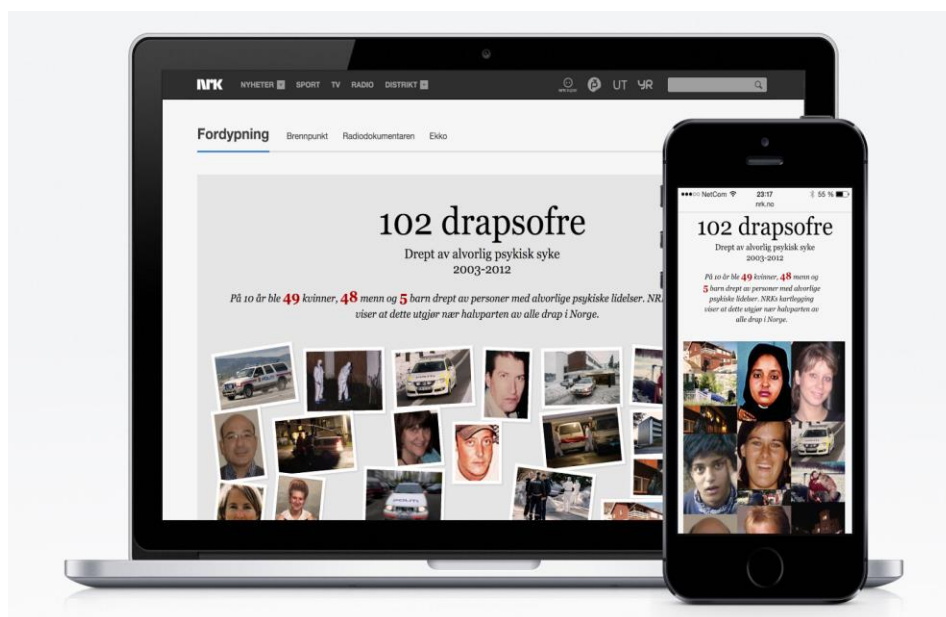 NRK NYHETER SPORT TV RADIO DISTRIKT UT YR
Fordypning Brennpunkt Radiodokumentaren Ekko
102 drapsofre
Drept av alvorlig psykisk syke
2003-2012
På 10 år ble 49 kvinner, 48 menn og 5 barn drept av personer med alvorlige psykiske lidelser. NR
viser at dette utgjør nær halvparten av alle drap i Norge.
NetCom 23:17 55 %
nrk.no
102 drapsofre
Drept av alvorlig psykisk syke
2003-2012
På 10 år ble 49 kvinner, 48 menn og
5 barn drept av personer med alvorlige
psykiske lidelser. NRKs kartlegging
viser at dette utgjør nær halvparten av
alle drap i Norge.